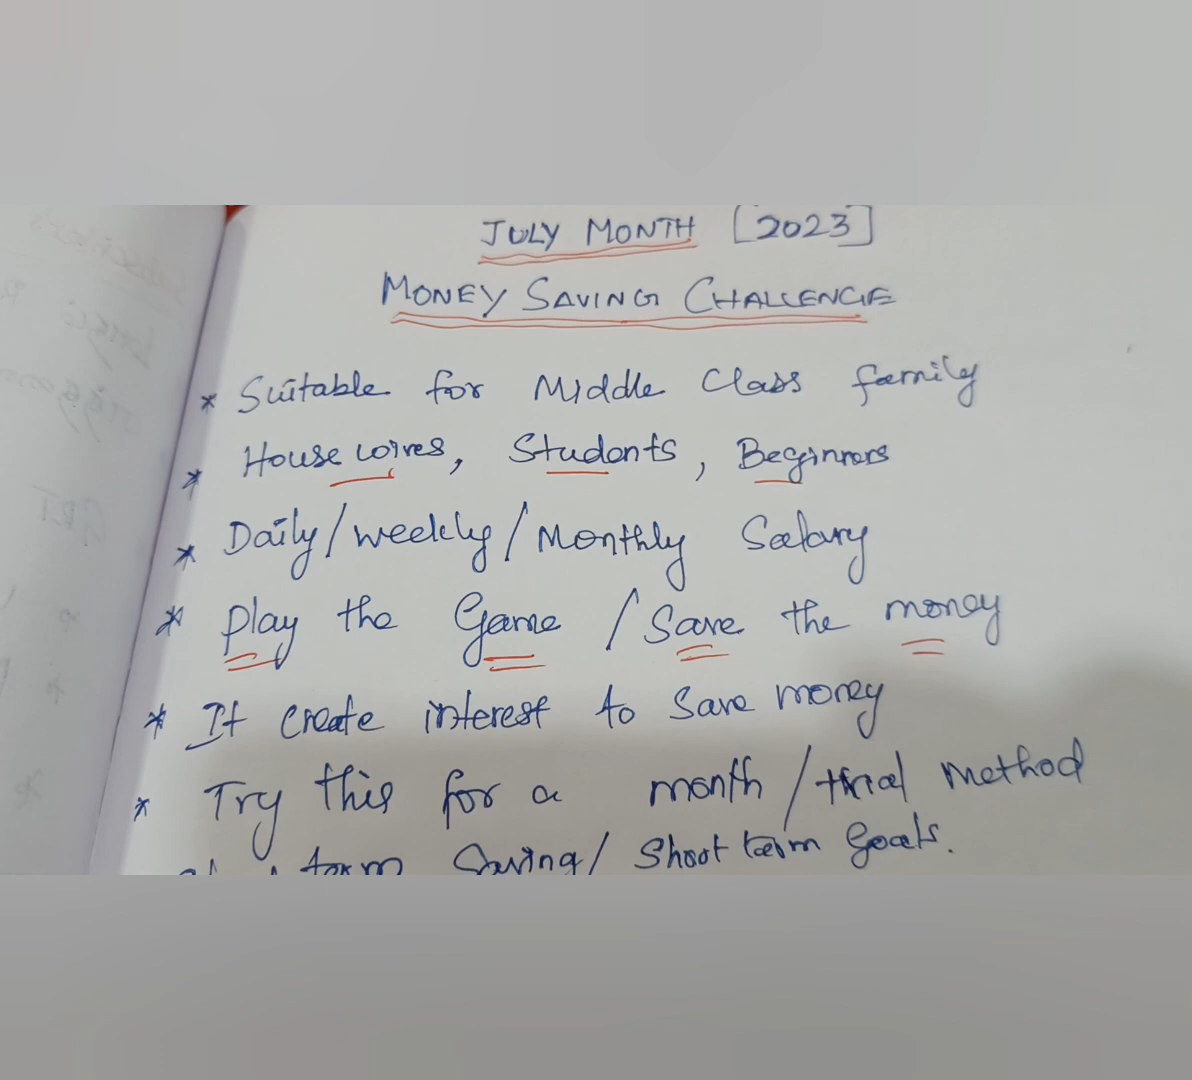 JULY MONTH [2023]
MONEY SAVING CHALLENGE
* Suitable for Middle Class family
* House wives, Students, Beginners
* Daily/weekly/Monthly Salary
* Play the Game / Save the money
* It create interest to Save money
* Try this for a month/trial Method
term Saving/ Short term Goals.